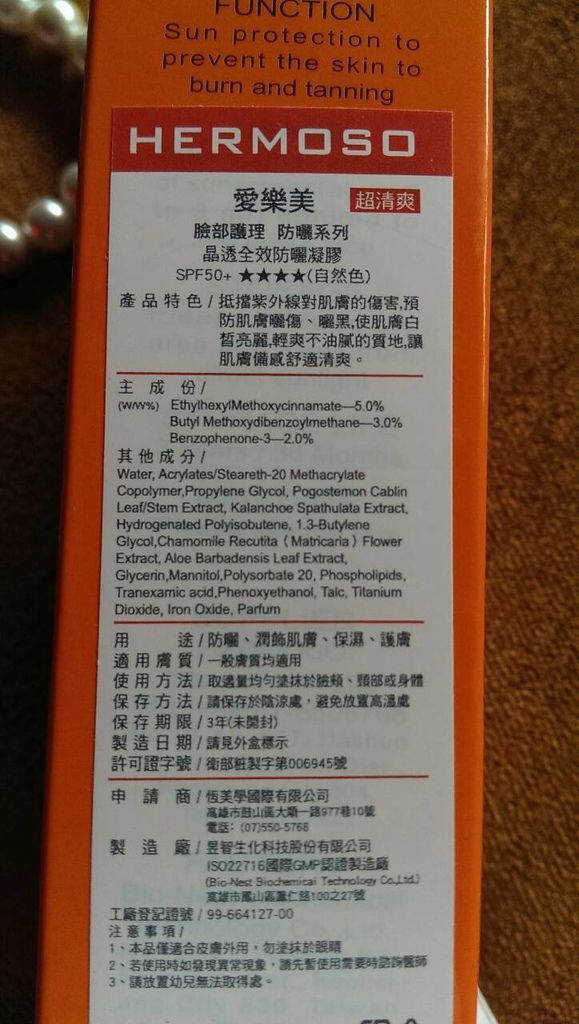 FUNCTION
Sun protection to
prevent the skin to
burn and tanning
HERMOSO
愛樂美 超清爽
臉部護理 防曬系列
晶透全效防曬凝膠
SPF50+ ★★★★(自然色)
產品特色/抵擋紫外線對肌膚的傷害,預
防肌膚曬傷、曬黑,使肌膚白
皙亮麗,輕爽不油膩的質地,讓
肌膚備感舒適清爽。
主成份/
(W/W%) EthylhexylMethoxycinnamate—5.0%
Butyl Methoxydibenzoylmethane—3.0%
Benzophenone-3—2.0%
其他成分/
Water, Acrylates/Steareth-20 Methacrylate
Copolymer,Propylene Glycol, Pogostemon Cablin
Leaf/Stem Extract, Kalanchoe Spathulata Extract,
Hydrogenated Polyisobutene, 1.3-Butylene
Glycol,Chamomile Recutita (Matricaria) Flower
Extract, Aloe Barbadensis Leaf Extract,
Glycerin,Mannitol,Polysorbate 20, Phospholipids,
Tranexamic acid,Phenoxyethanol, Talc, Titanium
Dioxide, Iron Oxide, Parfum
用途/防曬、潤飾肌膚、保濕、護膚
適用膚質/一般膚質均適用
使用方法/取適量均勻塗抹於臉頰、頸部或身體
保存方法/請保存於陰涼處,避免放置高溫處
保存期限/3年(未開封)
製造日期/請見外盒標示
許可證字號/衛部粧製字第006945號
申請商/恆美學國際有限公司
高雄市鼓山區大順一路977巷10號
電話: (07)550-5768
製造廠/昱智生化科技股份有限公司
ISO22716國際GMP認證製造廠
(Bio-Nest Biochemical Technology Co.,Ltd.)
高雄市鳳山區鳳仁路100之27號
工廠登記證號/99-664127-00
注意事項/
1、本品僅適合皮膚外用,勿塗抹於眼睛
2、若使用時如發現異常現象,請先暫使用需要時諮詢醫師
3、請放置幼兒無法取得處。